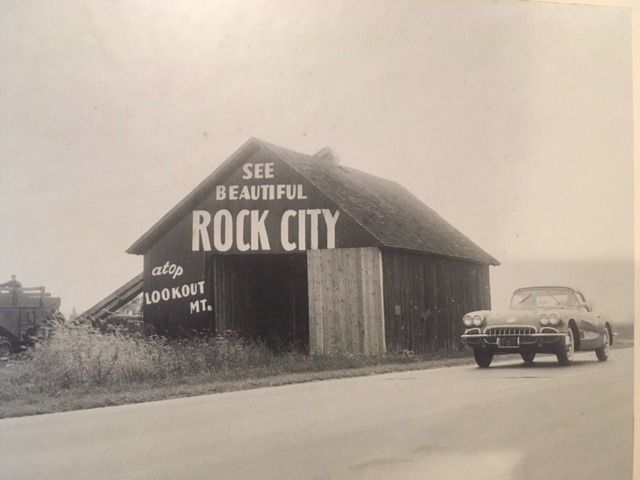 SEE
BEAUTIFUL
ROCK CITY
atop
LOOKOUT
MT.